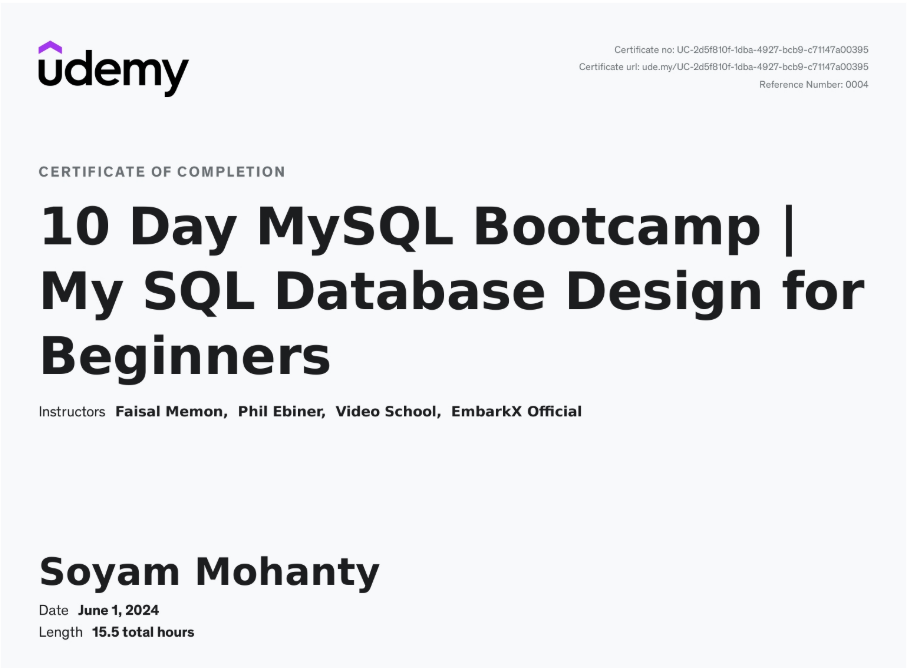 udemy
Certificate no: UC-2d5f810f-1dba-4927-bcb9-c71147a00395
Certificate url: ude.my/UC-2d5f810f-1dba-4927-bcb9-c71147a00395
Reference Number: 0004
CERTIFICATE OF COMPLETION
10 Day MySQL Bootcamp |
My SQL Database Design for
Beginners
Instructors Faisal Memon, Phil Ebiner, Video School, EmbarkX Official
Soyam Mohanty
Date June 1, 2024
Length 15.5 total hours